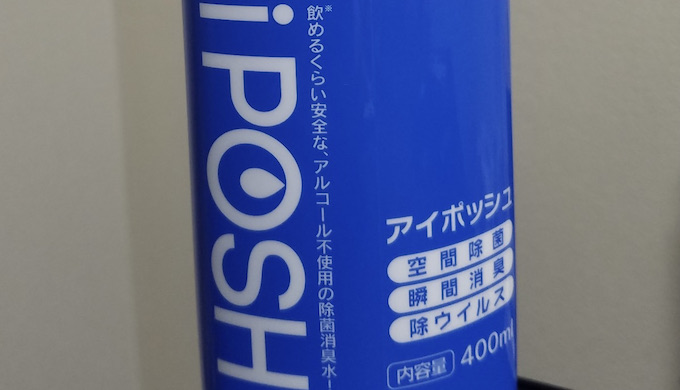 iPOSH
※飲めるくらい安全な、アルコール不使用の除菌消臭水！
アイポッシュ
空間除菌
瞬間消臭
除ウイルス
内容量 400ml